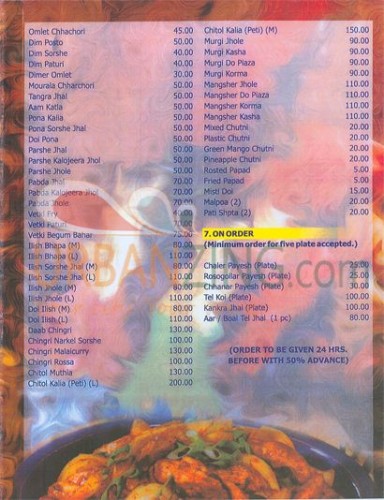 Omlet Chhachori 45.00
Dim Posto 50.00
Dim Sorshe 40.00
Dim Paturi 40.00
Dimer Omlet 30.00
Mourala Chharchori 50.00
Tangra Jhal 50.00
Aam Katla 50.00
Pona Kalia 50.00
Pona Sorshe Jhal 50.00
Doi Pona 50.00
Parshe Jhal 50.00
Parshe Kalojeera Jhol 50.00
Parshe Jhole 50.00
Pabda Jhal 70.00
Pabda Kalojeera Jhol 70.00
Pabda Jhole 70.00
Vetki Fry 40.00
Vetki Paturi
Vetki Begum Bahar 70.00
Ilish Bhapa (M) 80.00
Ilish Bhapa (L) 110.00
Ilish Sorshe Jhal (M) 80.00
Ilish Sorshe Jhal (L) 110.00
Ilish Jhole (M) 80.00
Ilish Jhole (L) 110.00
Doi Ilish (M) 80.00
Doi Ilish (L) 110.00
Daab Chingri 130.00
Chingri Narkel Sorshe 100.00
Chingri Malaicurry 130.00
Chingri Rossa 100.00
Chitol Muthia 130.00
Chitol Kalia (Peti) (L) 200.00
Chitol Kalia (Peti) (M) 150.00
Murgi Jhole 90.00
Murgi Kasha 90.00
Murgi Do Piaza 90.00
Murgi Korma 90.00
Mangsher Jhole 110.00
Mangsher Do Piaza 110.00
Mangsher Korma 110.00
Mangsher Kasha 110.00
Mixed Chutni 20.00
Plastic Chutni 20.00
Green Mango Chutni 20.00
Pineapple Chutni 20.00
Rosted Papad 5.00
Fried Papad 5.00
Misti Doi 15.00
Malpoa (2) 20.00
Pati Shpta (2) 20.00
7. ON ORDER
(Minimum order for five plate accepted.)
Chaler Payesh (Plate) 25.00
Rosogollar Payesh (Plate) 25.00
Chhanar Payesh (Plate) 30.00
Tel Koi (Plate) 100.00
Kankra Jhal (Plate) 100.00
Aar / Boal Tel Jhal (1 pc) 80.00
(ORDER TO BE GIVEN 24 HRS.
BEFORE WITH 50% ADVANCE)